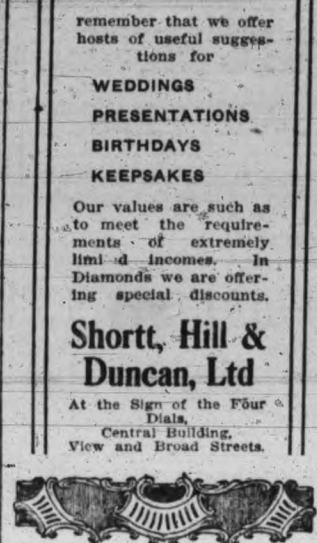 remember that we offer
hosts of useful sugges-
tions for
WEDDINGS
PRESENTATIONS
BIRTHDAYS
KEEPSAKES
Our values are such as
to meet the require-
ments of extremely
limi d incomes. In
Diamonds we are offer-
ing special discounts.
Shortt, Hill &
Duncan, Ltd
At the Sign of the Four
Dials,
Central Building,
View and Broad Streets.